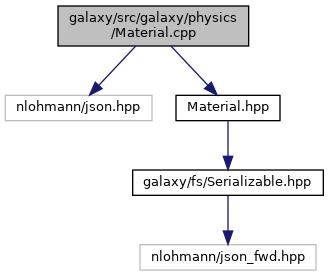 galaxy/src/galaxy/physics
/Material.cpp
nlohmann/json.hpp
Material.hpp
galaxy/fs/Serializable.hpp
nlohmann/json_fwd.hpp